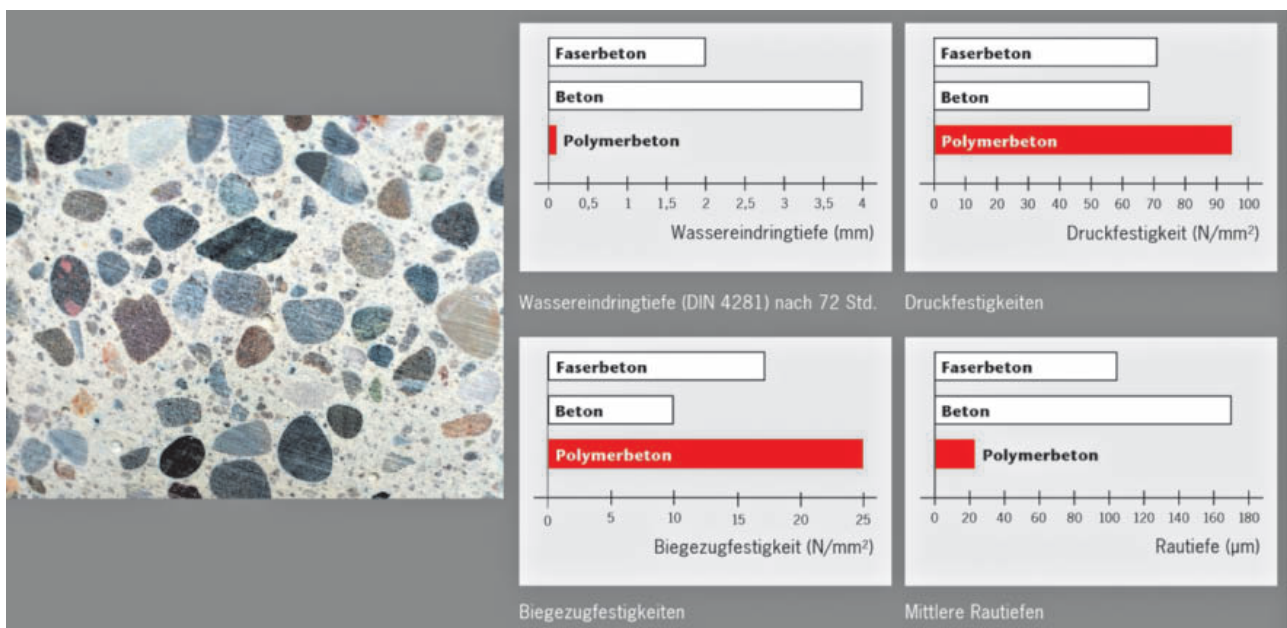 Faserbeton
Beton
Polymerbeton
0 0,5 1 1,5 2 2,5 3 3,5 4
Wassereindringtiefe (mm)
Wassereindringtiefe (DIN 4281) nach 72 Std.
Faserbeton
Beton
Polymerbeton
0 10 20 30 40 50 60 70 80 90 100
Druckfestigkeit (N/mm²)
Druckfestigkeiten
Faserbeton
Beton
Polymerbeton
0 5 10 15 20 25
Biegezugfestigkeit (N/mm²)
Biegezugfestigkeiten
Faserbeton
Beton
Polymerbeton
0 20 40 60 80 100 120 140 160 180
Rautiefe (µm)
Mittlere Rautiefen